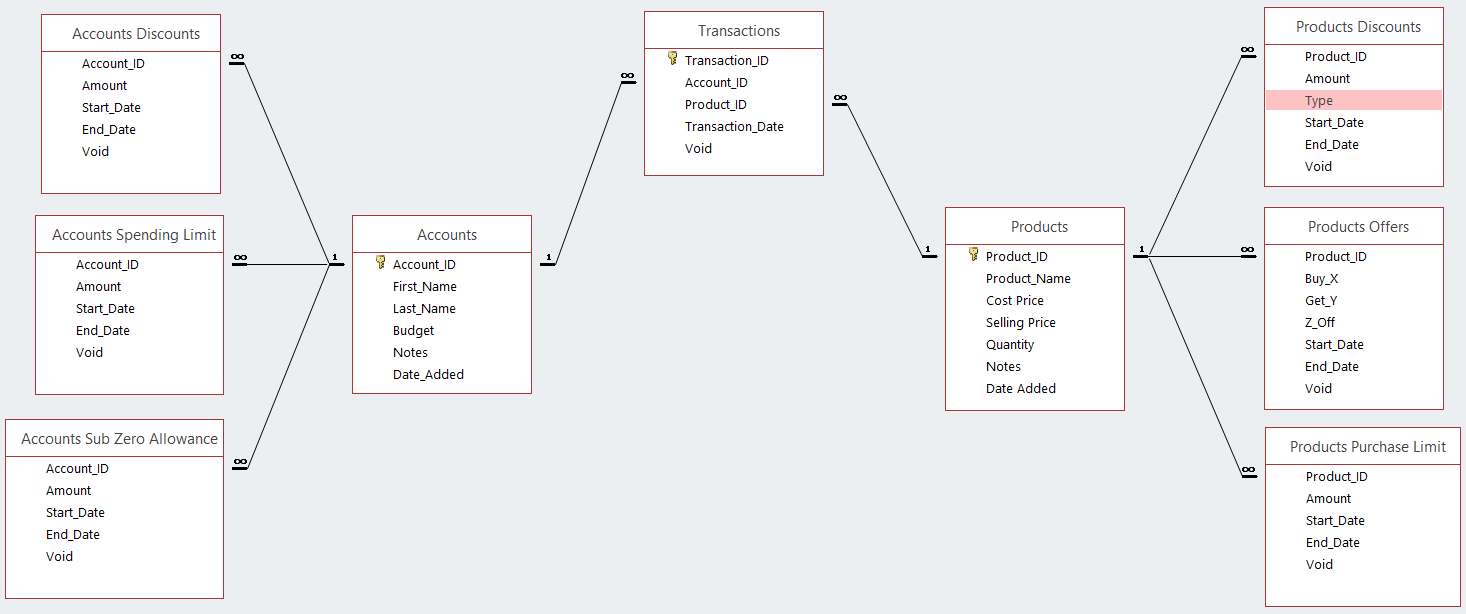 Accounts Discounts
Account_ID
Amount
Start_Date
End_Date
Void
Accounts Spending Limit
Account_ID
Amount
Start_Date
End_Date
Void
Accounts Sub Zero Allowance
Account_ID
Amount
Start_Date
End_Date
Void
∞
∞
∞
1
Accounts
Account_ID
First_Name
Last_Name
Budget
Notes
Date_Added
1
∞
Transactions
Transaction_ID
Account_ID
Product_ID
Transaction_Date
Void
∞
1
Products
Product_ID
Product_Name
Cost Price
Selling Price
Quantity
Notes
Date Added
1
∞
∞
∞
Products Discounts
Product_ID
Amount
Type
Start_Date
End_Date
Void
Products Offers
Product_ID
Buy_X
Get_Y
Z_Off
Start_Date
End_Date
Void
Products Purchase Limit
Product_ID
Amount
Start_Date
End_Date
Void